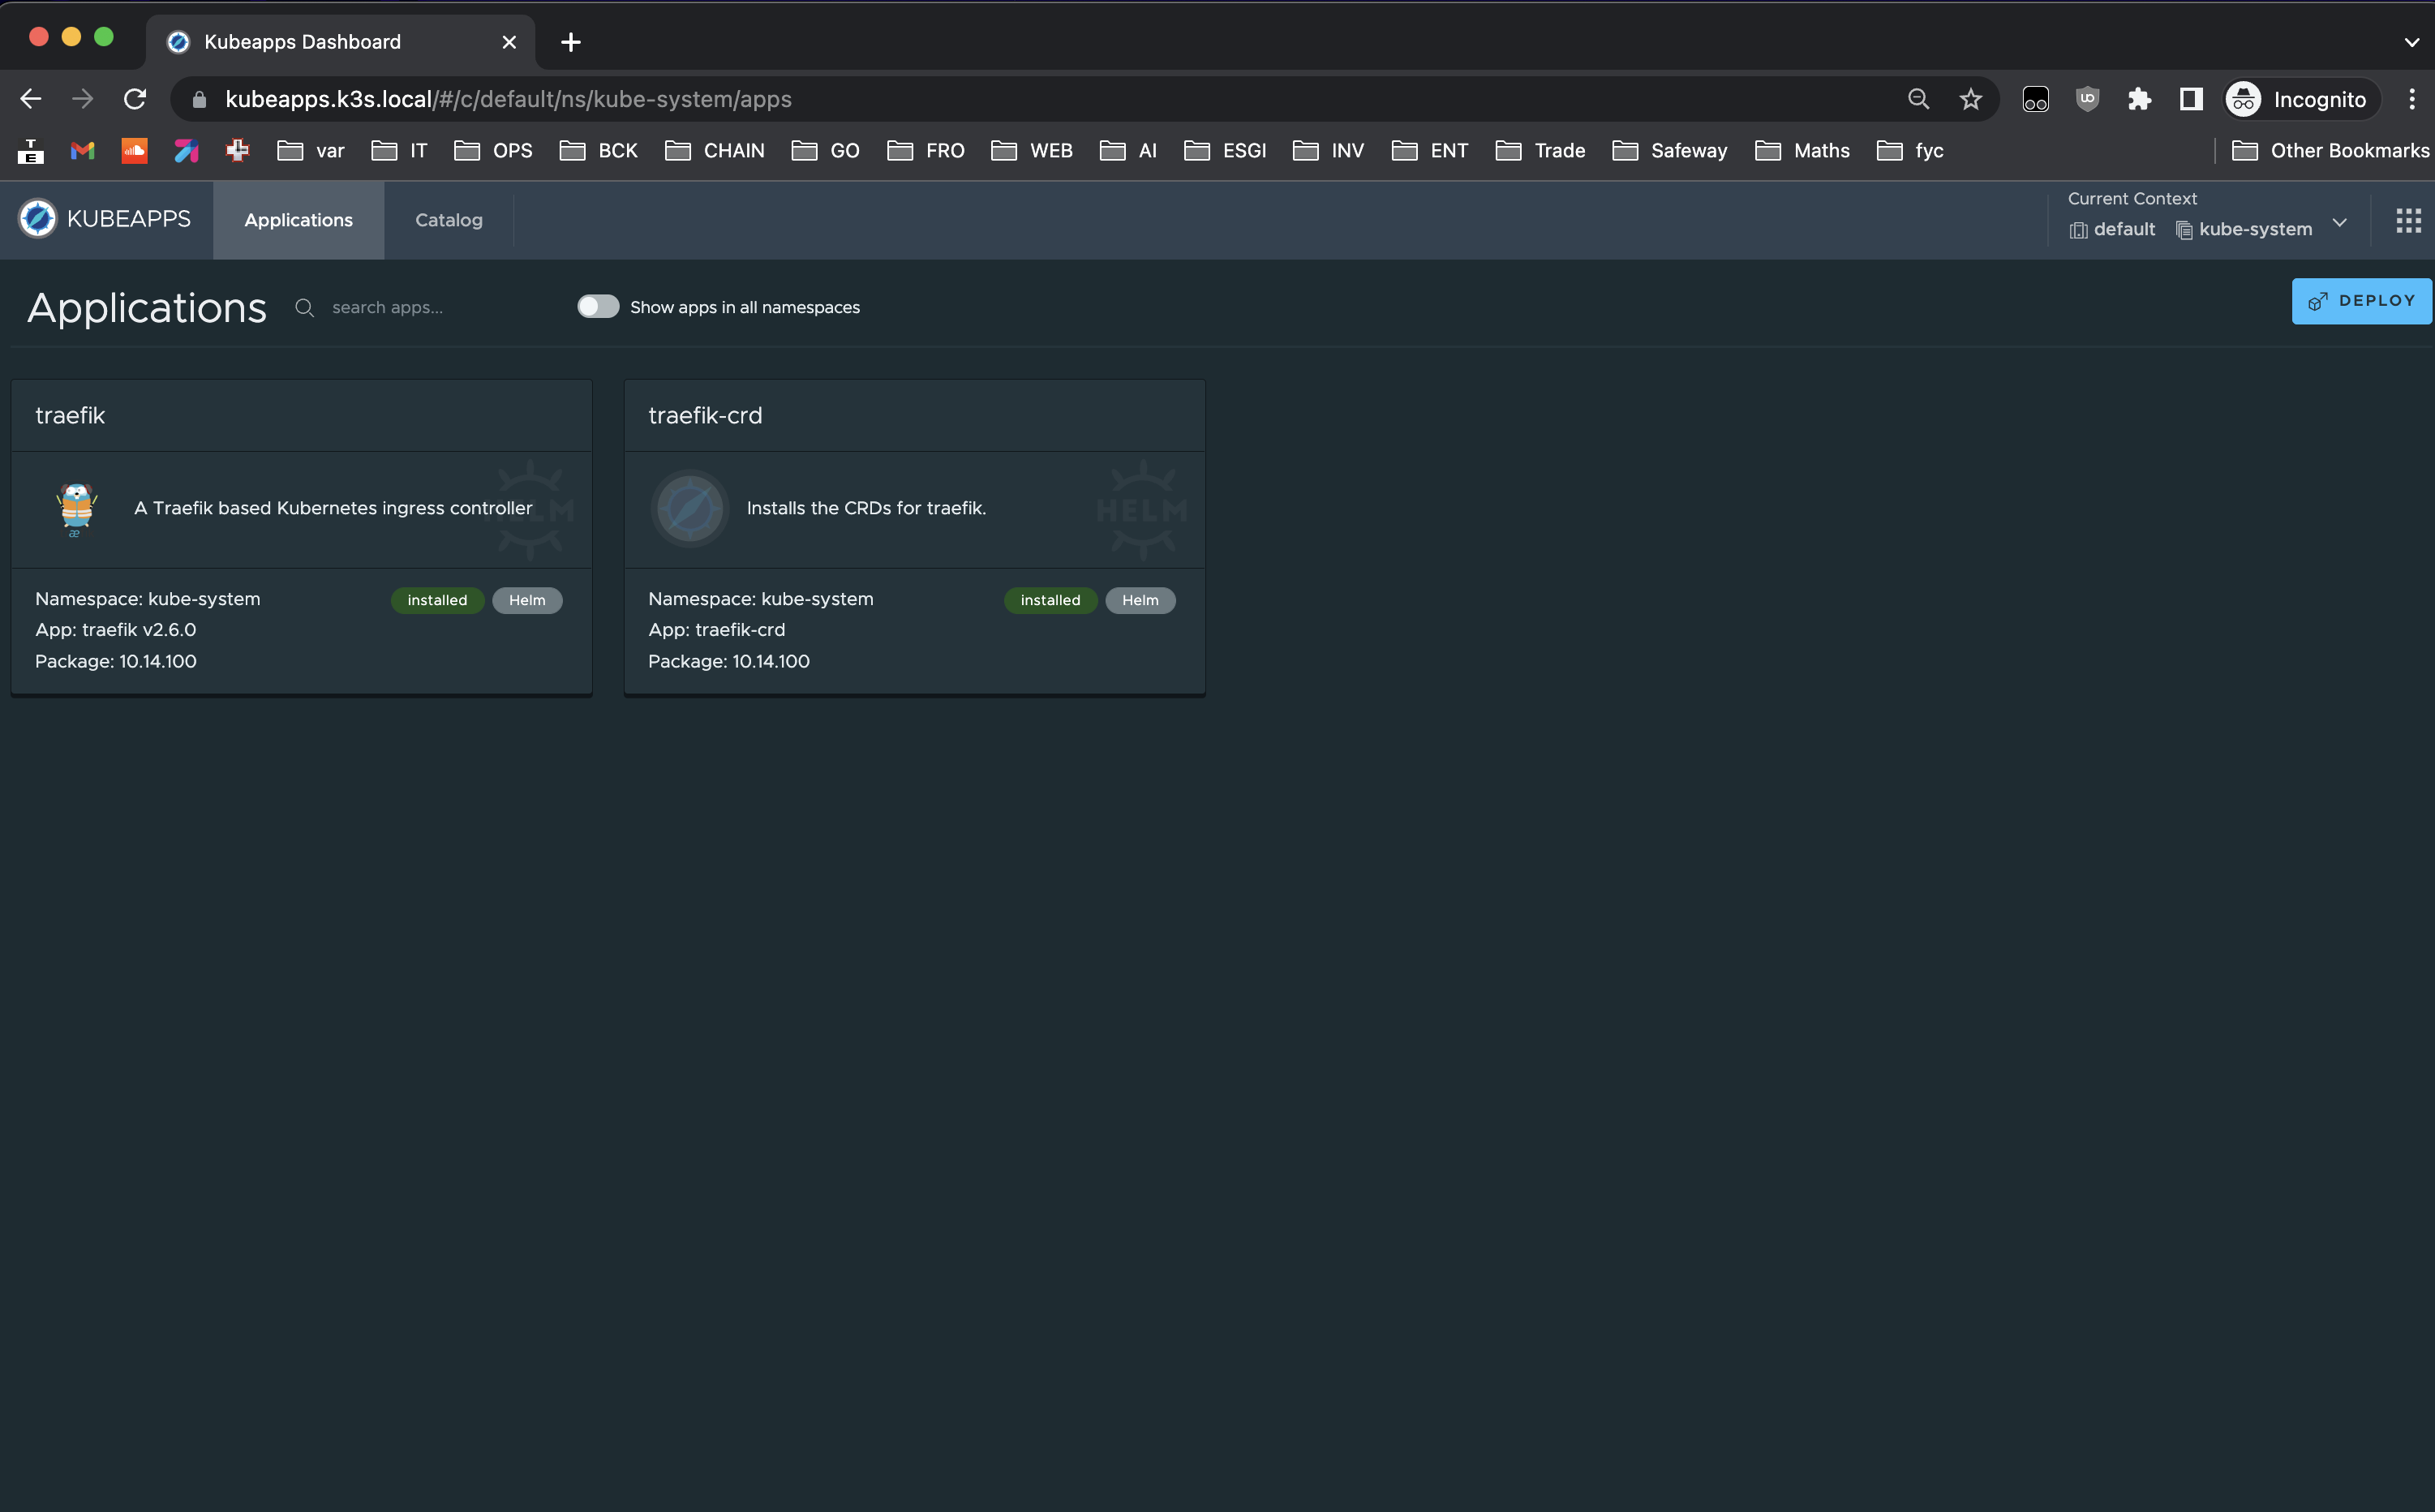 Kubeapps Dashboard
kubeapps.k3s.local/#/c/default/ns/kube-system/apps
Incognito
T
E
var IT OPS BCK CHAIN GO FRO WEB AI ESGI INV ENT Trade Safeway Maths fyc Other Bookmarks
KUBEAPPS Applications Catalog
Current Context
default kube-system
Applications search apps... Show apps in all namespaces DEPLOY
traefik
A Traefik based Kubernetes ingress controller
HELM
æ
Namespace: kube-system installed Helm
App: traefik v2.6.0
Package: 10.14.100
traefik-crd
Installs the CRDs for traefik.
HELM
Namespace: kube-system installed Helm
App: traefik-crd
Package: 10.14.100